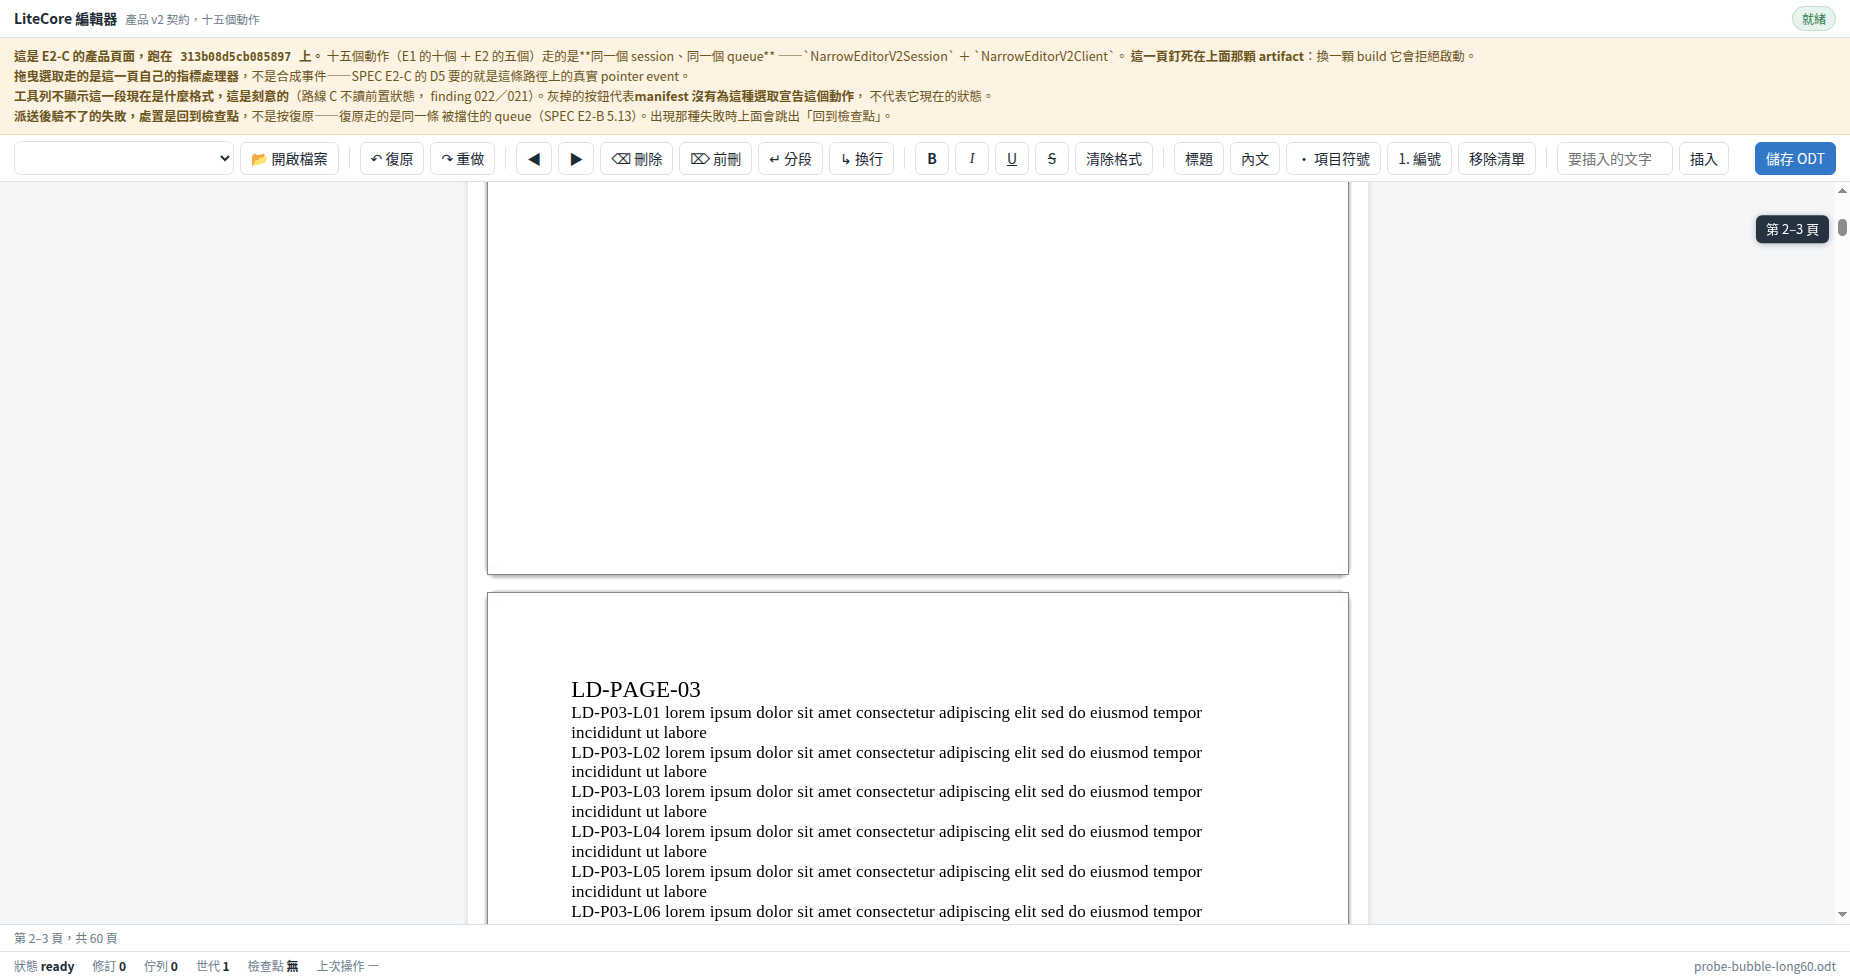 LiteCore 編輯器 產品 v2 契約，十五個動作 就緒
這是 E2-C 的產品頁面，跑在 313b08d5cb085897 上。 十五個動作（E1 的十個 ＋ E2 的五個）走的是**同一個 session、同一個 queue** ——`NarrowEditorV2Session` ＋ `NarrowEditorV2Client`。 這一頁釘死在上面那顆 artifact：換一顆 build 它會拒絕啟動。
拖曳選取走的是這一頁自己的指標處理器，不是合成事件——SPEC E2-C 的 D5 要的就是這條路徑上的真實 pointer event。
工具列不顯示這一段現在是什麼格式，這是刻意的（路線 C 不讀前置狀態， finding 022／021）。灰掉的按鈕代表manifest 沒有為這種選取宣告這個動作， 不代表它現在的狀態。
派送後驗不了的失敗，處置是回到檢查點，不是按復原——復原走的是同一條 被擋住的 queue（SPEC E2-B 5.13）。出現那種失敗時上面會跳出「回到檢查點」。
📂 開啟檔案 ↶ 復原 ↷ 重做 ◀ ▶ ⌫ 刪除 ⌦ 前刪 ↵ 分段 ↳ 換行 B I U S 清除格式 標題 內文 ・ 項目符號 1. 編號 移除清單 要插入的文字 插入 儲存 ODT
第 2–3 頁
LD-PAGE-03
LD-P03-L01 lorem ipsum dolor sit amet consectetur adipiscing elit sed do eiusmod tempor
incididunt ut labore
LD-P03-L02 lorem ipsum dolor sit amet consectetur adipiscing elit sed do eiusmod tempor
incididunt ut labore
LD-P03-L03 lorem ipsum dolor sit amet consectetur adipiscing elit sed do eiusmod tempor
incididunt ut labore
LD-P03-L04 lorem ipsum dolor sit amet consectetur adipiscing elit sed do eiusmod tempor
incididunt ut labore
LD-P03-L05 lorem ipsum dolor sit amet consectetur adipiscing elit sed do eiusmod tempor
incididunt ut labore
LD-P03-L06 lorem ipsum dolor sit amet consectetur adipiscing elit sed do eiusmod tempor
第 2–3 頁，共 60 頁
狀態 ready 修訂 0 佇列 0 世代 1 檢查點 無 上次操作 — probe-bubble-long60.odt